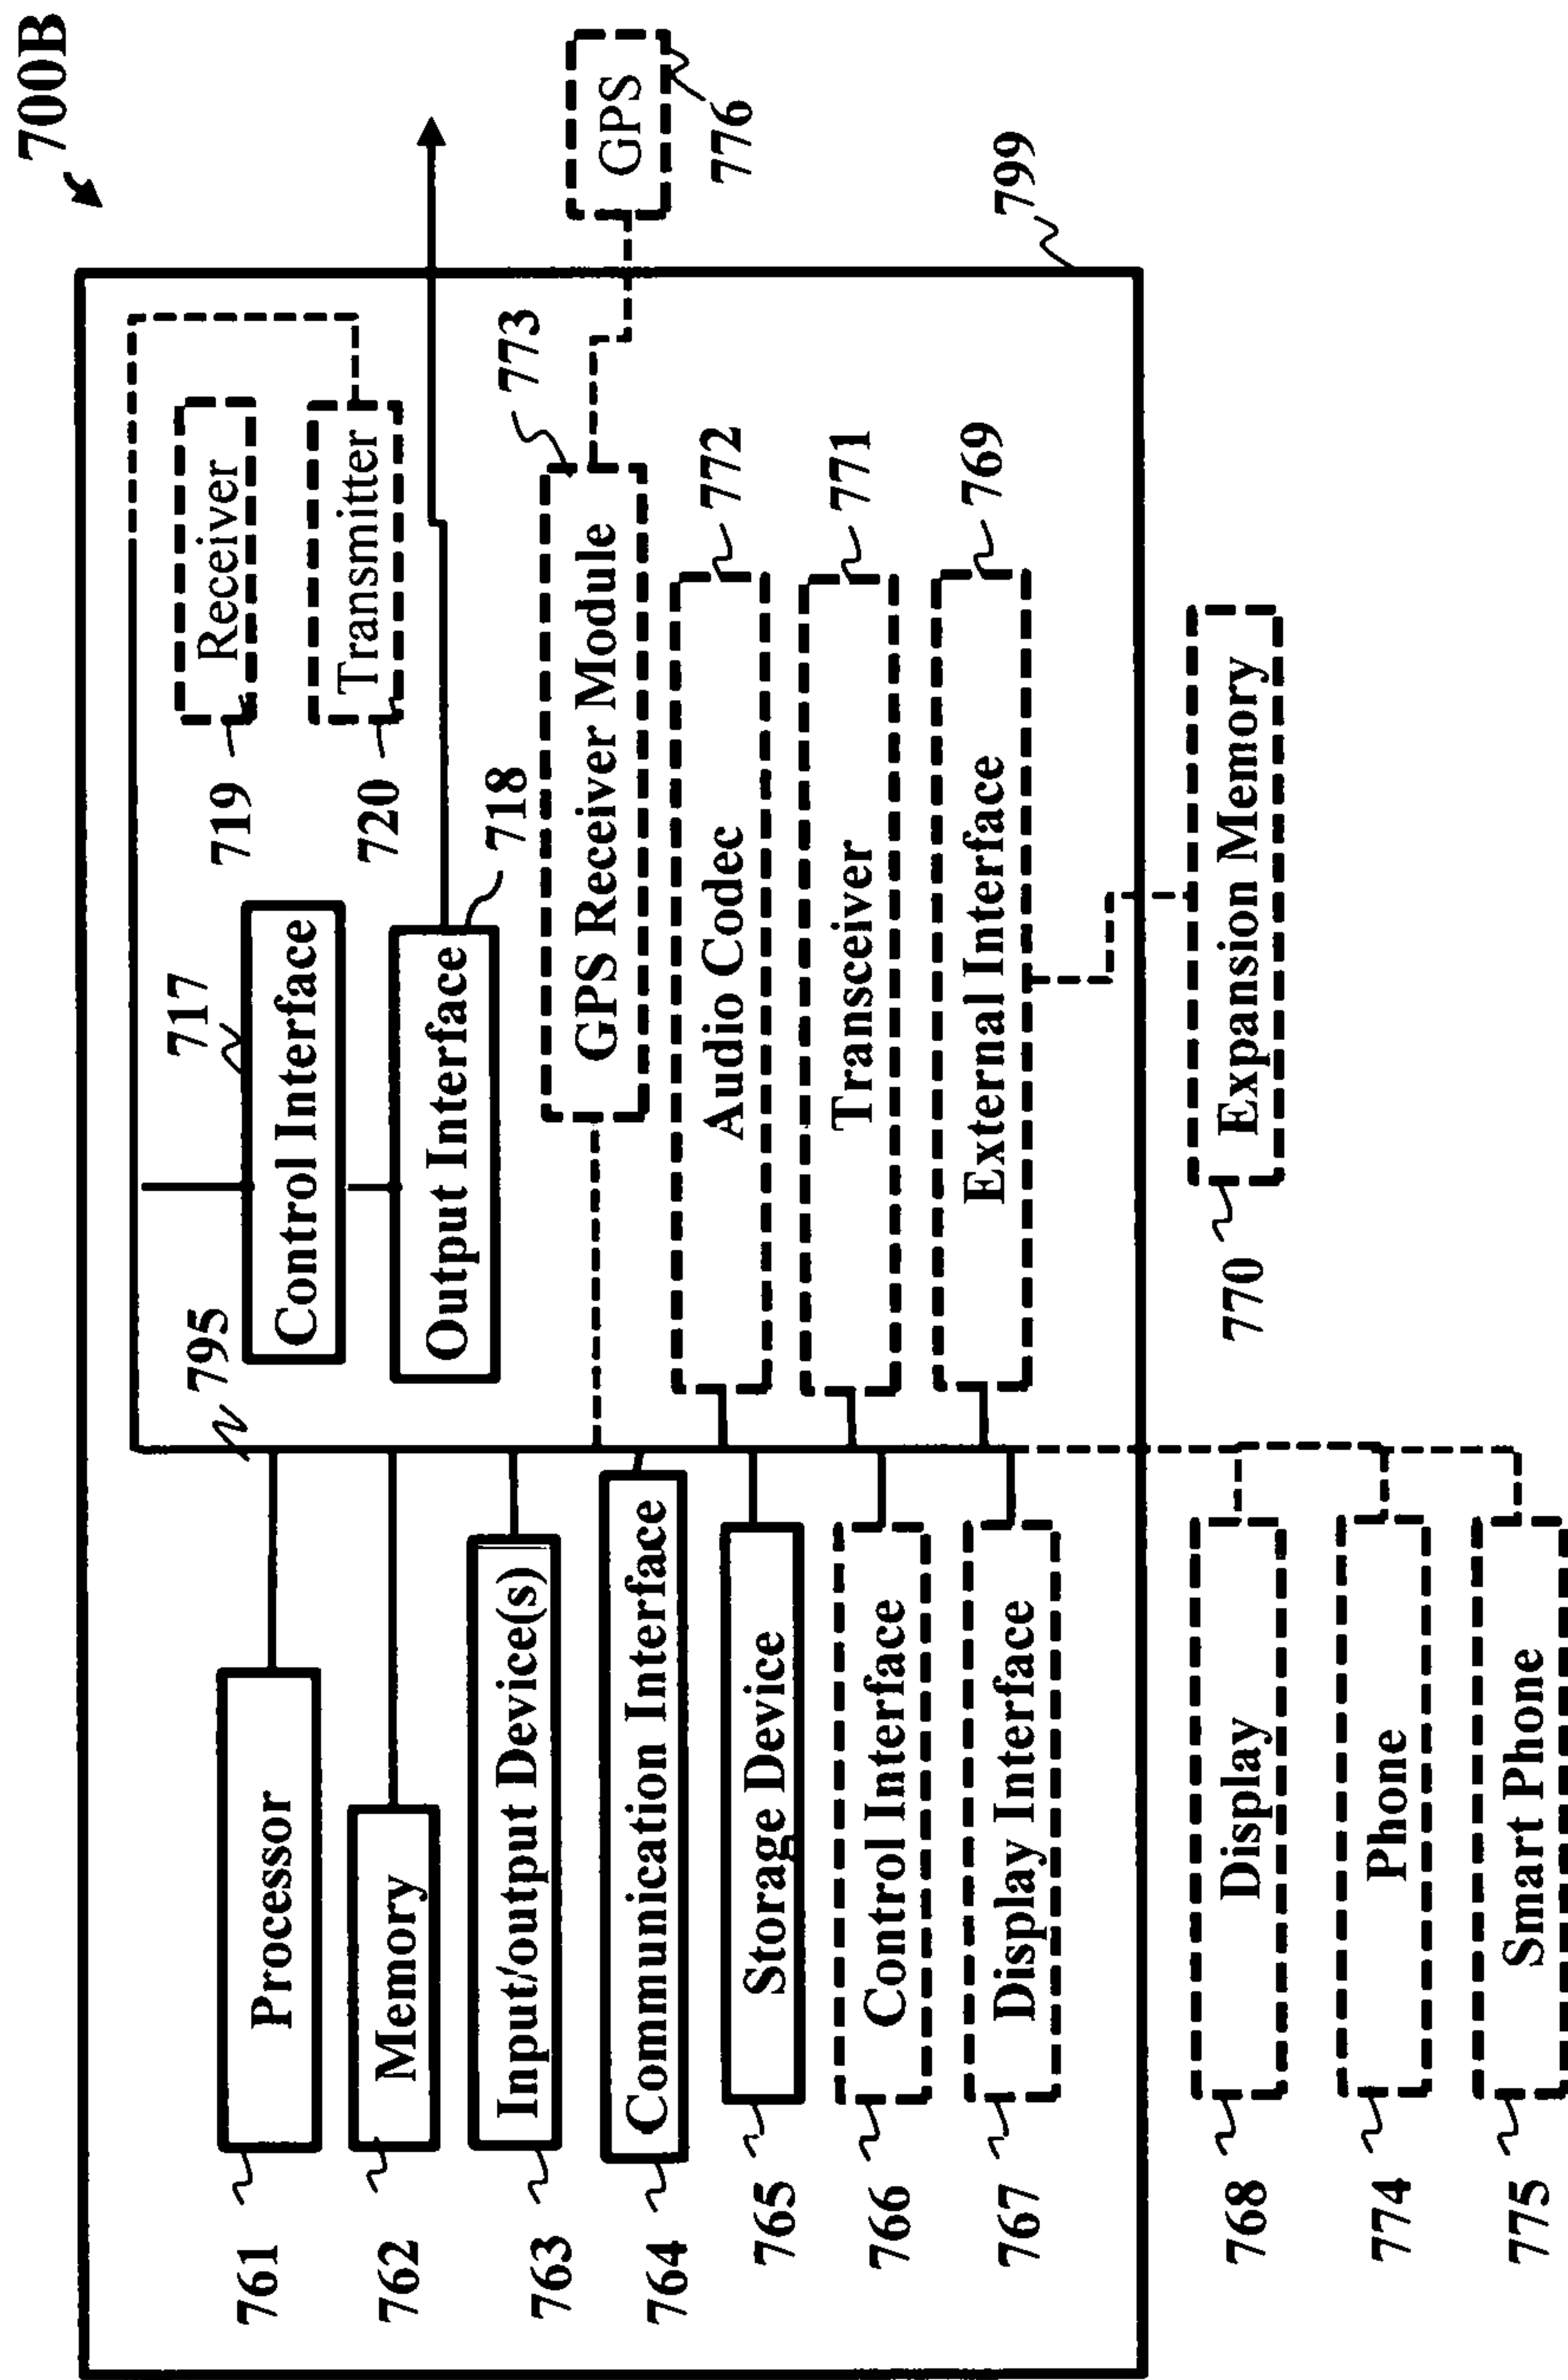 700B
761
Processor
762
Memory
763
Input/output Device(s)
764
Communication Interface
765
Storage Device
766
Control Interface
767
Display Interface
768
Display
774
Phone
775
Smart Phone
795
717
Control Interface
Output Interface
718
719
Receiver
720
Transmitter
GPS Receiver Module
773
GPS
776
Audio Codec
772
Transceiver
771
External Interface
769
799
770
Expansion Memory